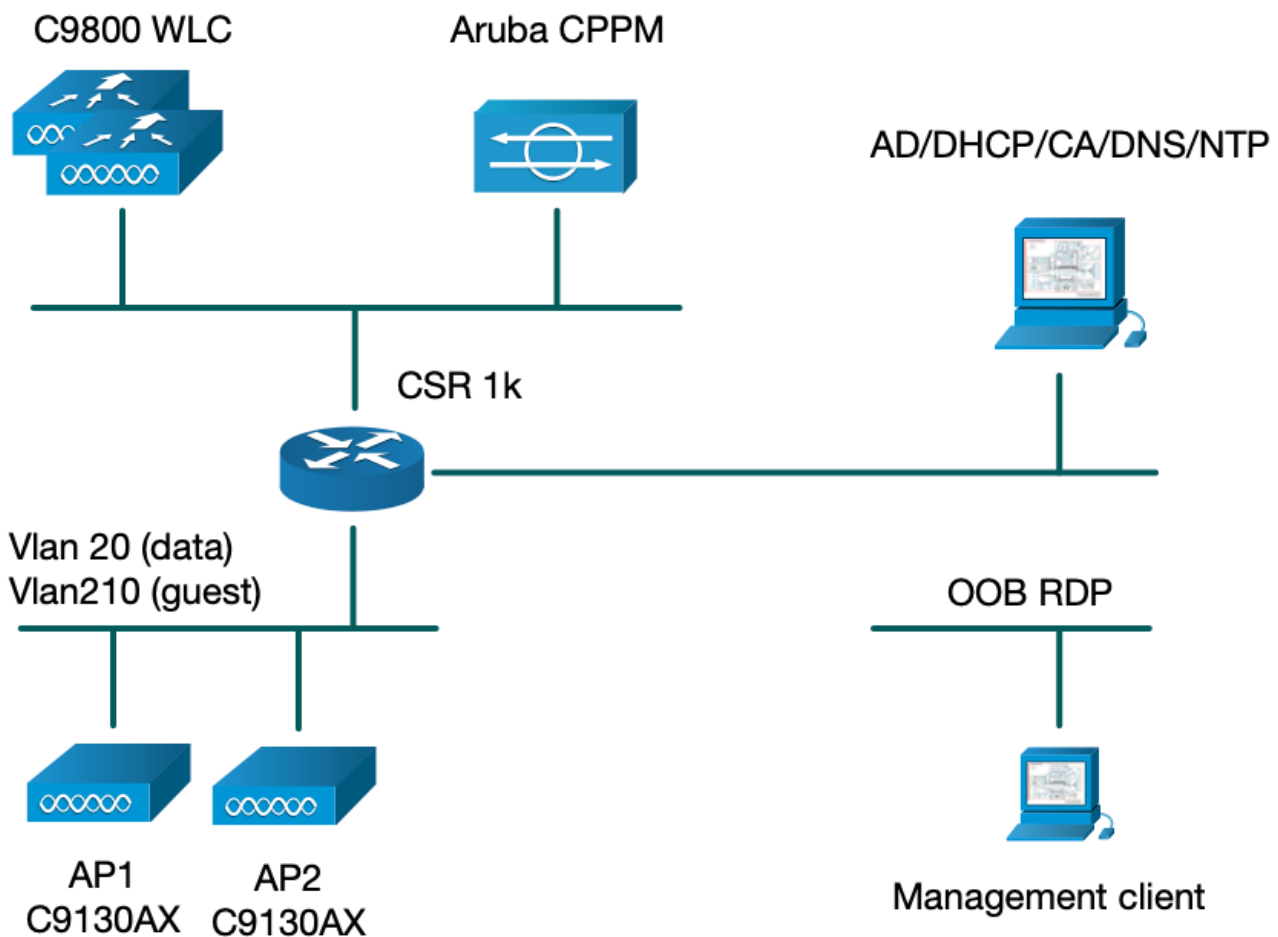 C9800 WLC
Aruba CPPM
AD/DHCP/CA/DNS/NTP
CSR 1k
Vlan 20 (data)
Vlan210 (guest)
OOB RDP
AP1
C9130AX
AP2
C9130AX
Management client